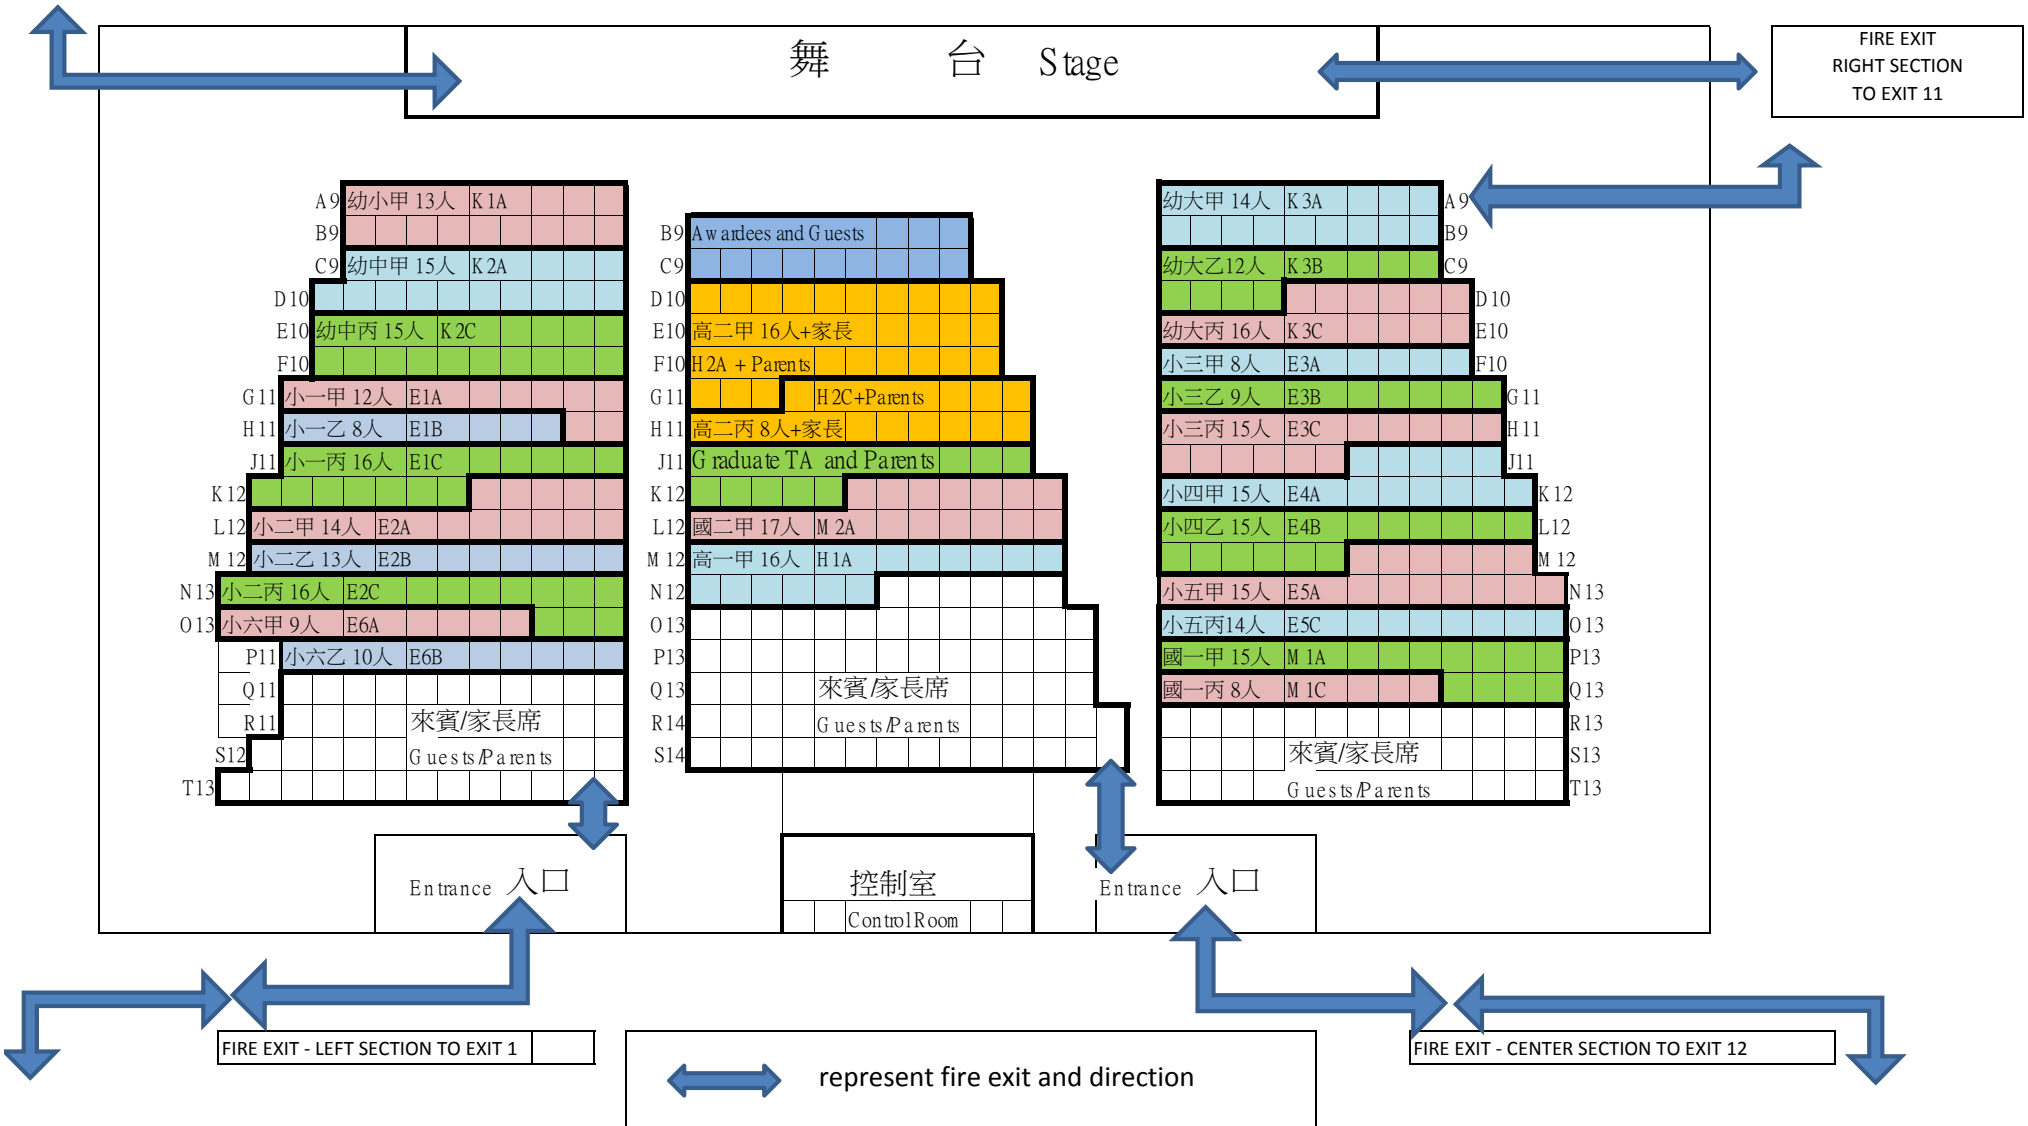 舞 台 Stage
FIRE EXIT
RIGHT SECTION
TO EXIT 11
A9 幼小甲 13人 K1A
B9
C9 幼中甲 15人 K2A
D10
E10 幼中丙 15人 K2C
F10
G11 小一甲 12人 E1A
H11 小一乙 8人 E1B
J11 小一丙 16人 E1C
K12
L12 小二甲 14人 E2A
M12 小二乙 13人 E2B
N13 小二丙 16人 E2C
O13 小六甲 9人 E6A
P11 小六乙 10人 E6B
Q11
R11 來賓/家長席
S12 Guests/Parents
T13
B9 Awardees and Guests
C9
D10
E10 高二甲 16人+家長
F10 H2A + Parents
G11 H2C+Parents
H11 高二丙 8人+家長
J11 Graduate TA and Parents
K12
L12 國二甲 17人 M2A
M12 高一甲 16人 H1A
N12
O13
P13
Q13 來賓/家長席
R14 Guests/Parents
S14
幼大甲 14人 K3A A9
B9
幼大乙12人 K3B C9
D10
幼大丙 16人 K3C E10
小三甲 8人 E3A F10
小三乙 9人 E3B G11
小三丙 15人 E3C H11
J11
小四甲 15人 E4A K12
小四乙 15人 E4B L12
M12
小五甲 15人 E5A N13
小五丙14人 E5C O13
國一甲 15人 M1A P13
國一丙 8人 M1C Q13
R13
來賓/家長席 S13
Guests/Parents T13
Entrance 入口
控制室
Control Room
Entrance 入口
FIRE EXIT - LEFT SECTION TO EXIT 1
FIRE EXIT - CENTER SECTION TO EXIT 12
represent fire exit and direction